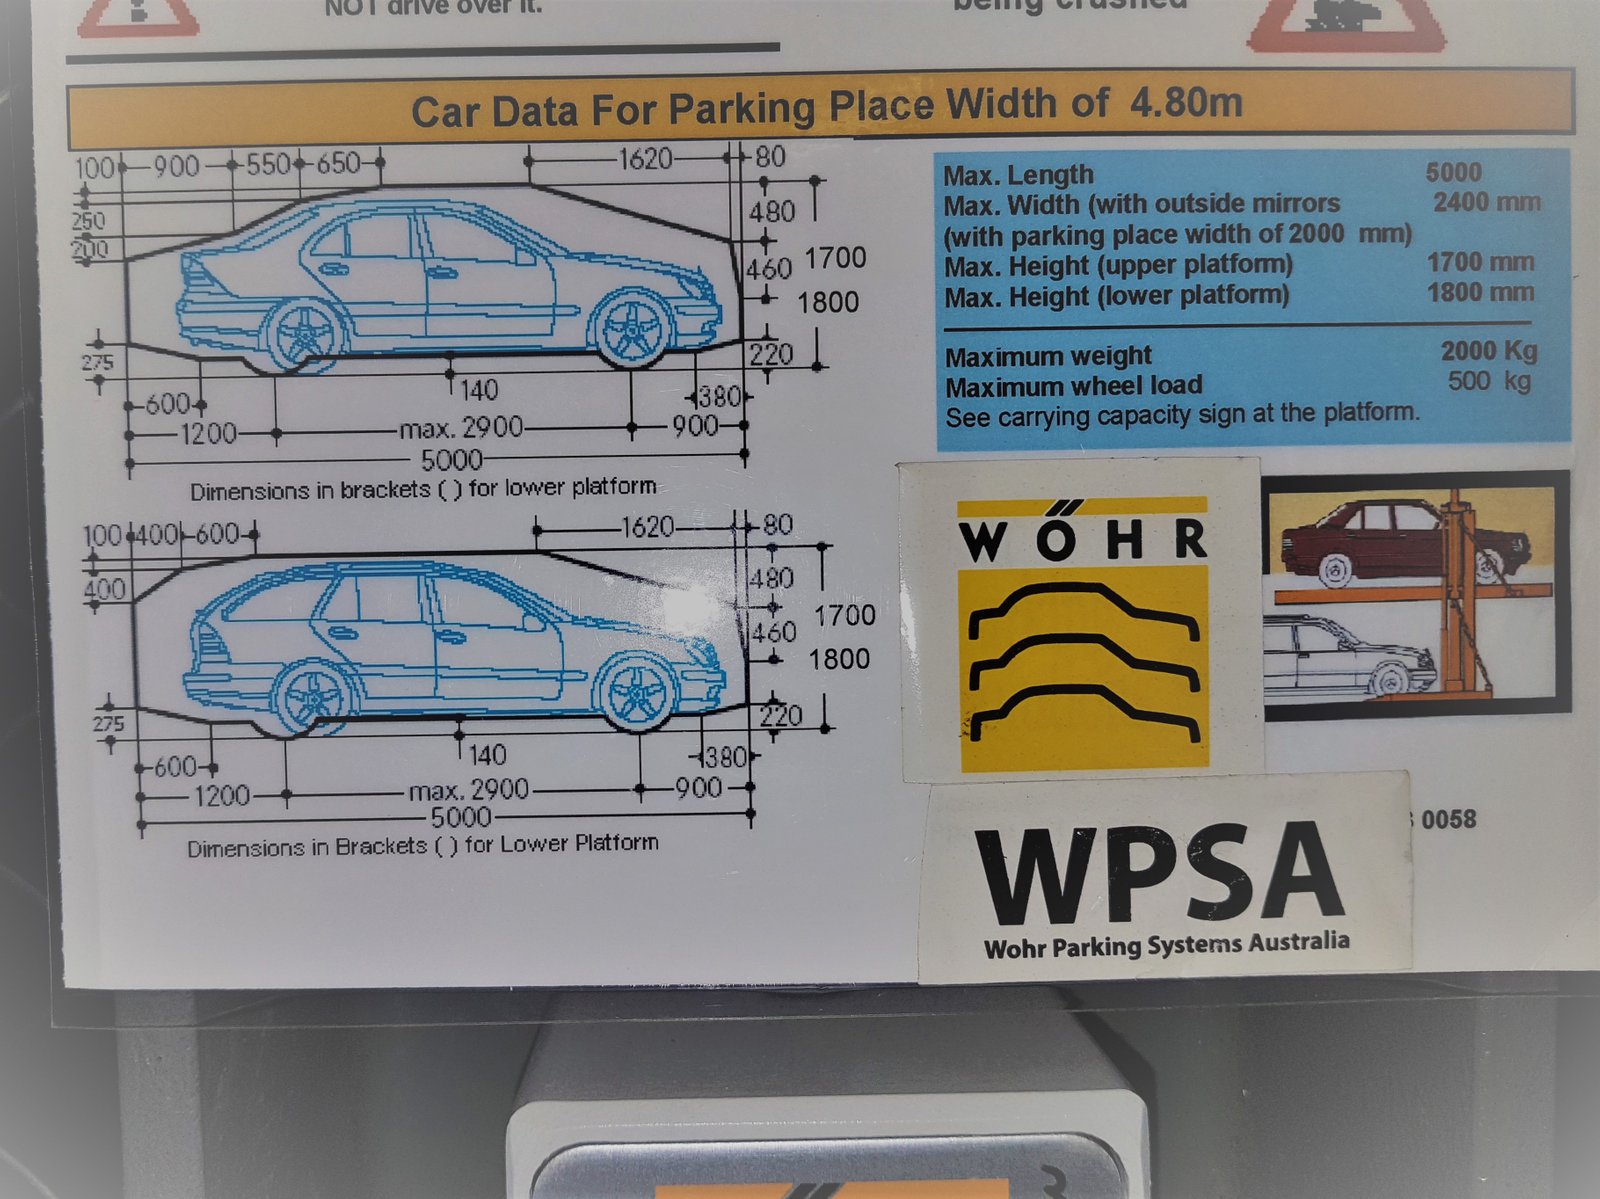 NOT drive over it.
being crushed
Car Data For Parking Place Width of 4.80m
100 900 550 650 1620 80
250
200
480
460
1700
1800
275
220
140
600
380
1200 max. 2900 900
5000
Dimensions in brackets ( ) for lower platform
100 400 600 1620 80
400
480
460
1700
1800
275
220
140
600
380
1200 max. 2900 900
5000
Dimensions in Brackets ( ) for Lower Platform
Max. Length 5000
Max. Width (with outside mirrors 2400 mm
(with parking place width of 2000 mm)
Max. Height (upper platform) 1700 mm
Max. Height (lower platform) 1800 mm
Maximum weight 2000 Kg
Maximum wheel load 500 kg
See carrying capacity sign at the platform.
WŐHR
0058
WPSA
Wohr Parking Systems Australia